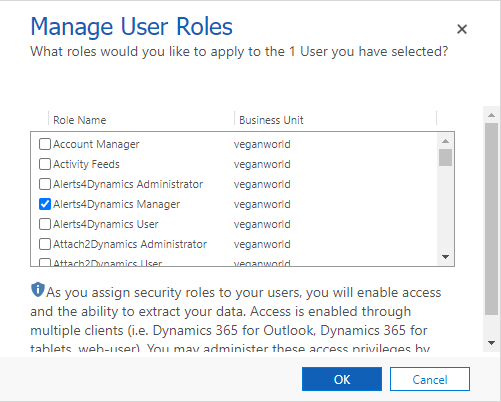 Manage User Roles
What roles would you like to apply to the 1 User you have selected?
Role Name Business Unit
Account Manager veganworld
Activity Feeds veganworld
Alerts4Dynamics Administrator veganworld
Alerts4Dynamics Manager veganworld
Alerts4Dynamics User veganworld
Attach2Dynamics Administrator veganworld
Attach2Dynamics User veganworld
As you assign security roles to your users, you will enable access
and the ability to extract your data. Access is enabled through
multiple clients (i.e. Dynamics 365 for Outlook, Dynamics 365 for
tablets, web-user). You may administer these access privileges by
OK Cancel